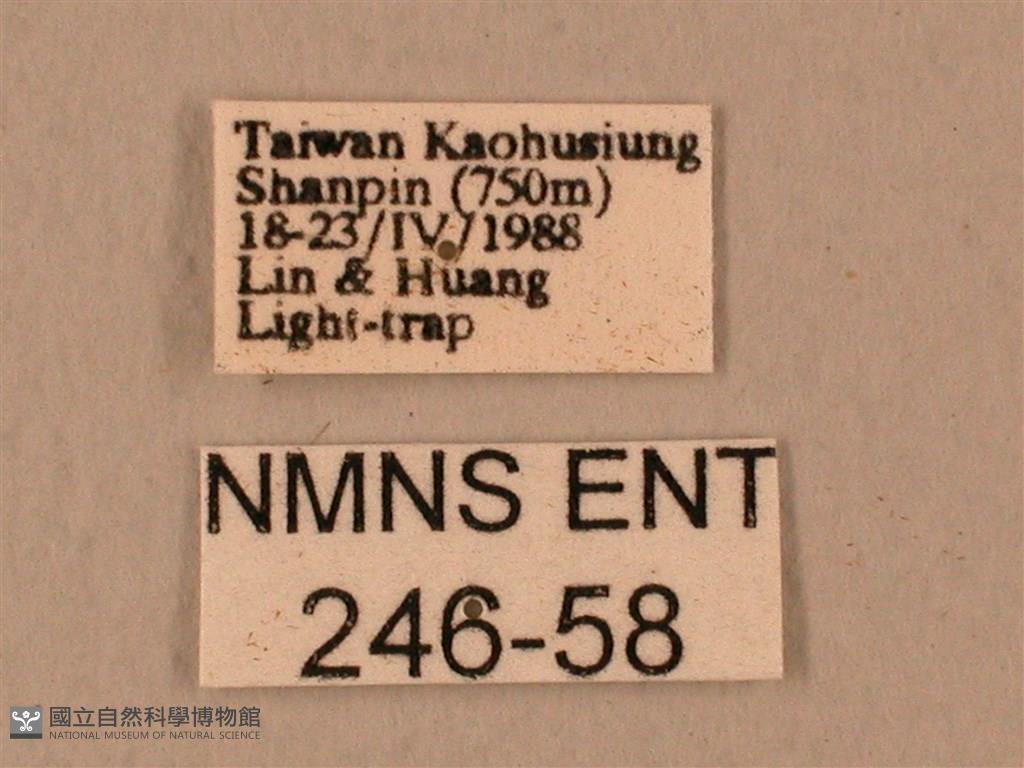 Taiwan Kaohusiung
Shanpin (750m)
18-23/IV/1988
Lin & Huang
Light-trap
NMNS ENT
246-58
國立自然科學博物館
NATIONAL MUSEUM OF NATURAL SCIENCE